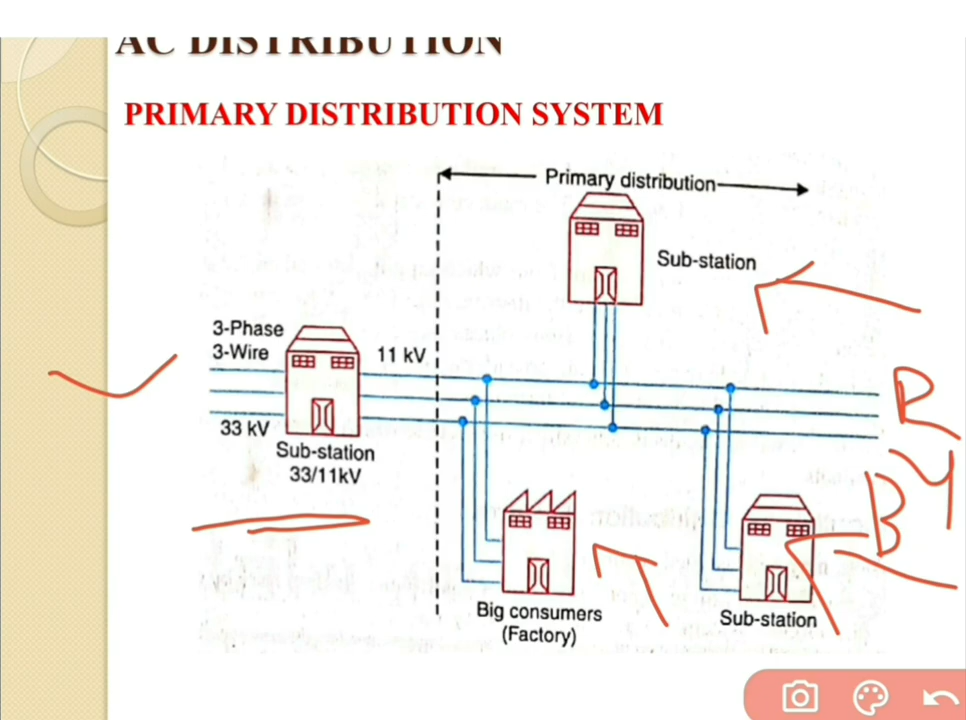 AC DISTRIBUTION
PRIMARY DISTRIBUTION SYSTEM
Primary distribution
Sub-station
3-Phase
3-Wire
11 kV
33 kV
Sub-station
33/11kV
R
Y
B
Big consumers
(Factory)
Sub-station